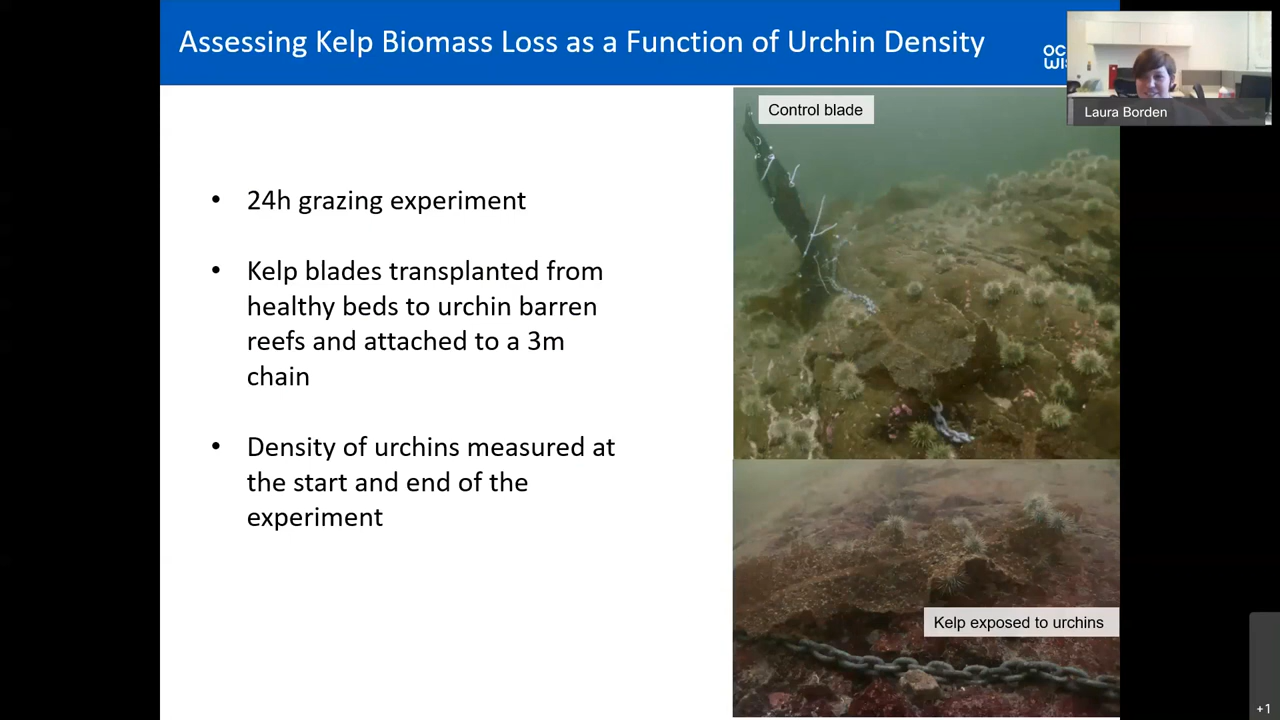 Assessing Kelp Biomass Loss as a Function of Urchin Density
Laura Borden
Control blade
• 24h grazing experiment
• Kelp blades transplanted from
healthy beds to urchin barren
reefs and attached to a 3m
chain
• Density of urchins measured at
the start and end of the
experiment
Kelp exposed to urchins
+1